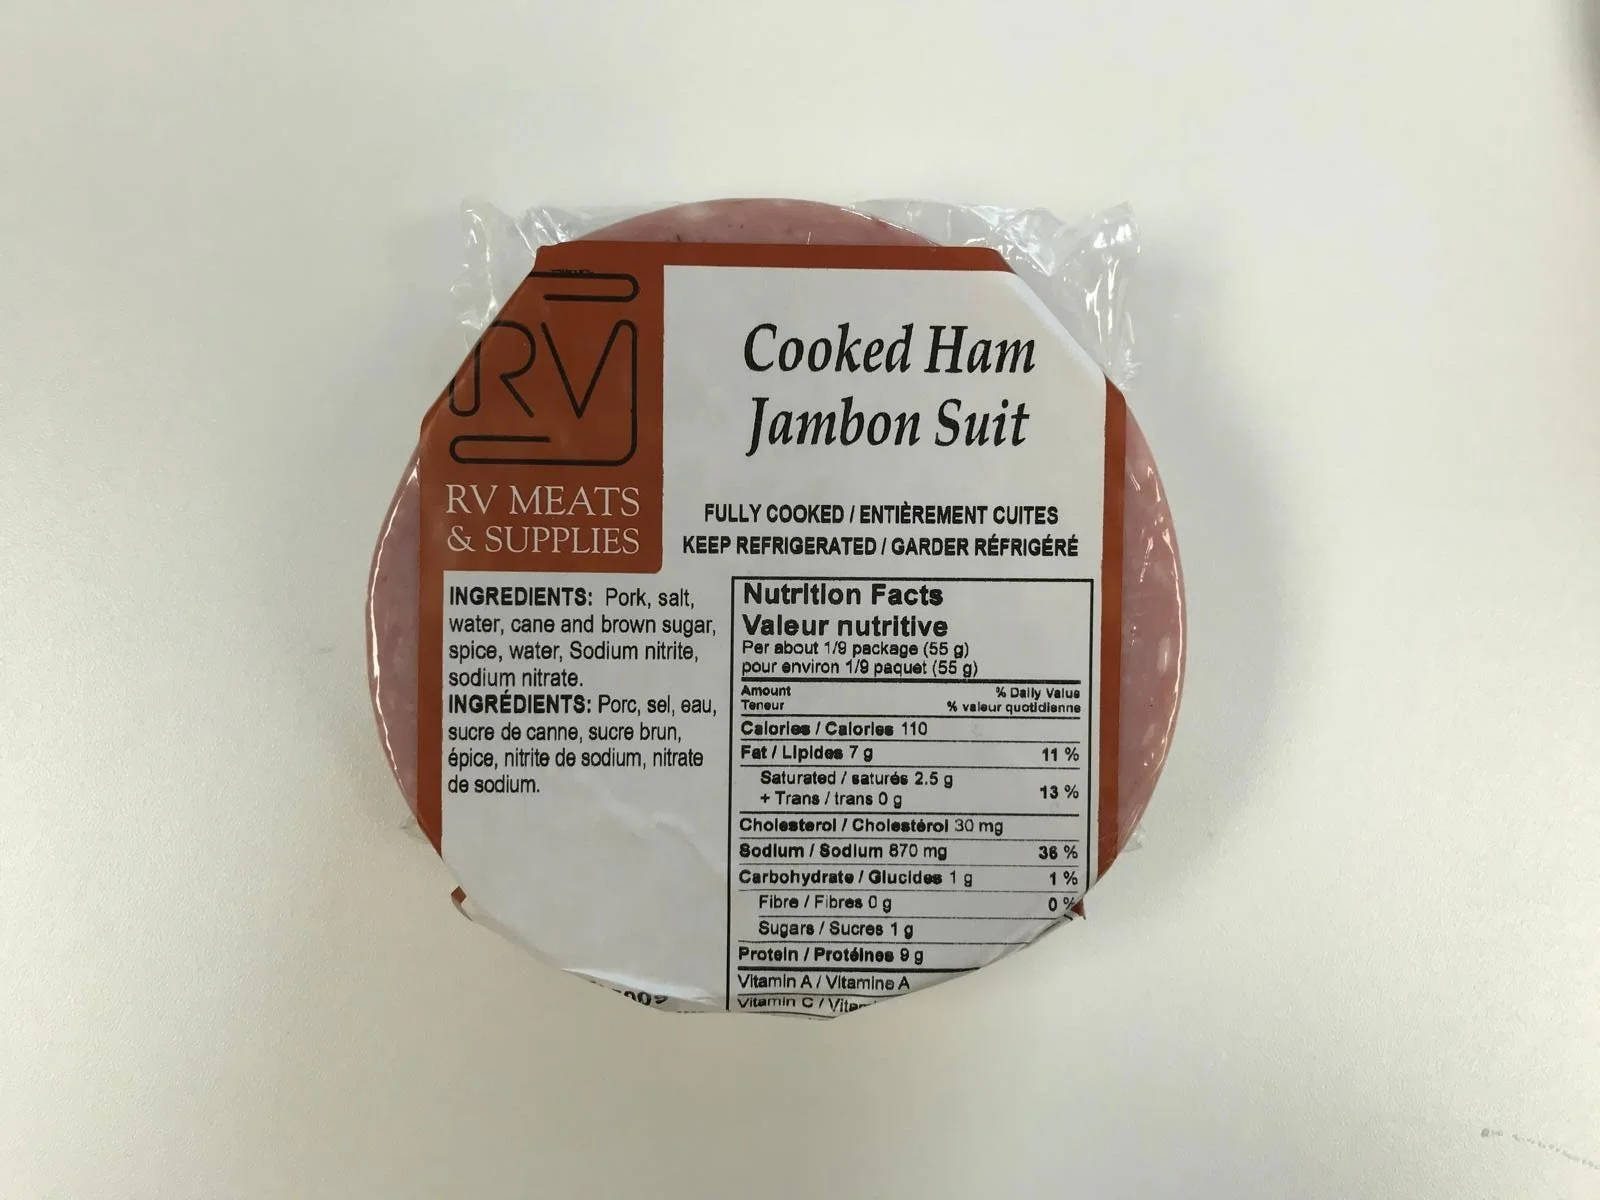 RV
RV MEATS
& SUPPLIES
Cooked Ham
Jambon Suit
FULLY COOKED / ENTIÈREMENT CUITES
KEEP REFRIGERATED / GARDER RÉFRIGÉRÉ
INGREDIENTS: Pork, salt,
water, cane and brown sugar,
spice, water, Sodium nitrite,
sodium nitrate.
INGRÉDIENTS: Porc, sel, eau,
sucre de canne, sucre brun,
épice, nitrite de sodium, nitrate
de sodium.
Nutrition Facts
Valeur nutritive
Per about 1/9 package (55 g)
pour environ 1/9 paquet (55 g)
Amount % Daily Value
Teneur % valeur quotidienne
Calories / Calories 110
Fat / Lipides 7 g 11 %
Saturated / saturés 2.5 g
+ Trans / trans 0 g 13 %
Cholesterol / Cholestérol 30 mg
Sodium / Sodium 870 mg 36 %
Carbohydrate / Glucides 1 g 1 %
Fibre / Fibres 0 g 0 %
Sugars / Sucres 1 g
Protein / Protéines 9 g
Vitamin A / Vitamine A
Vitamin C /